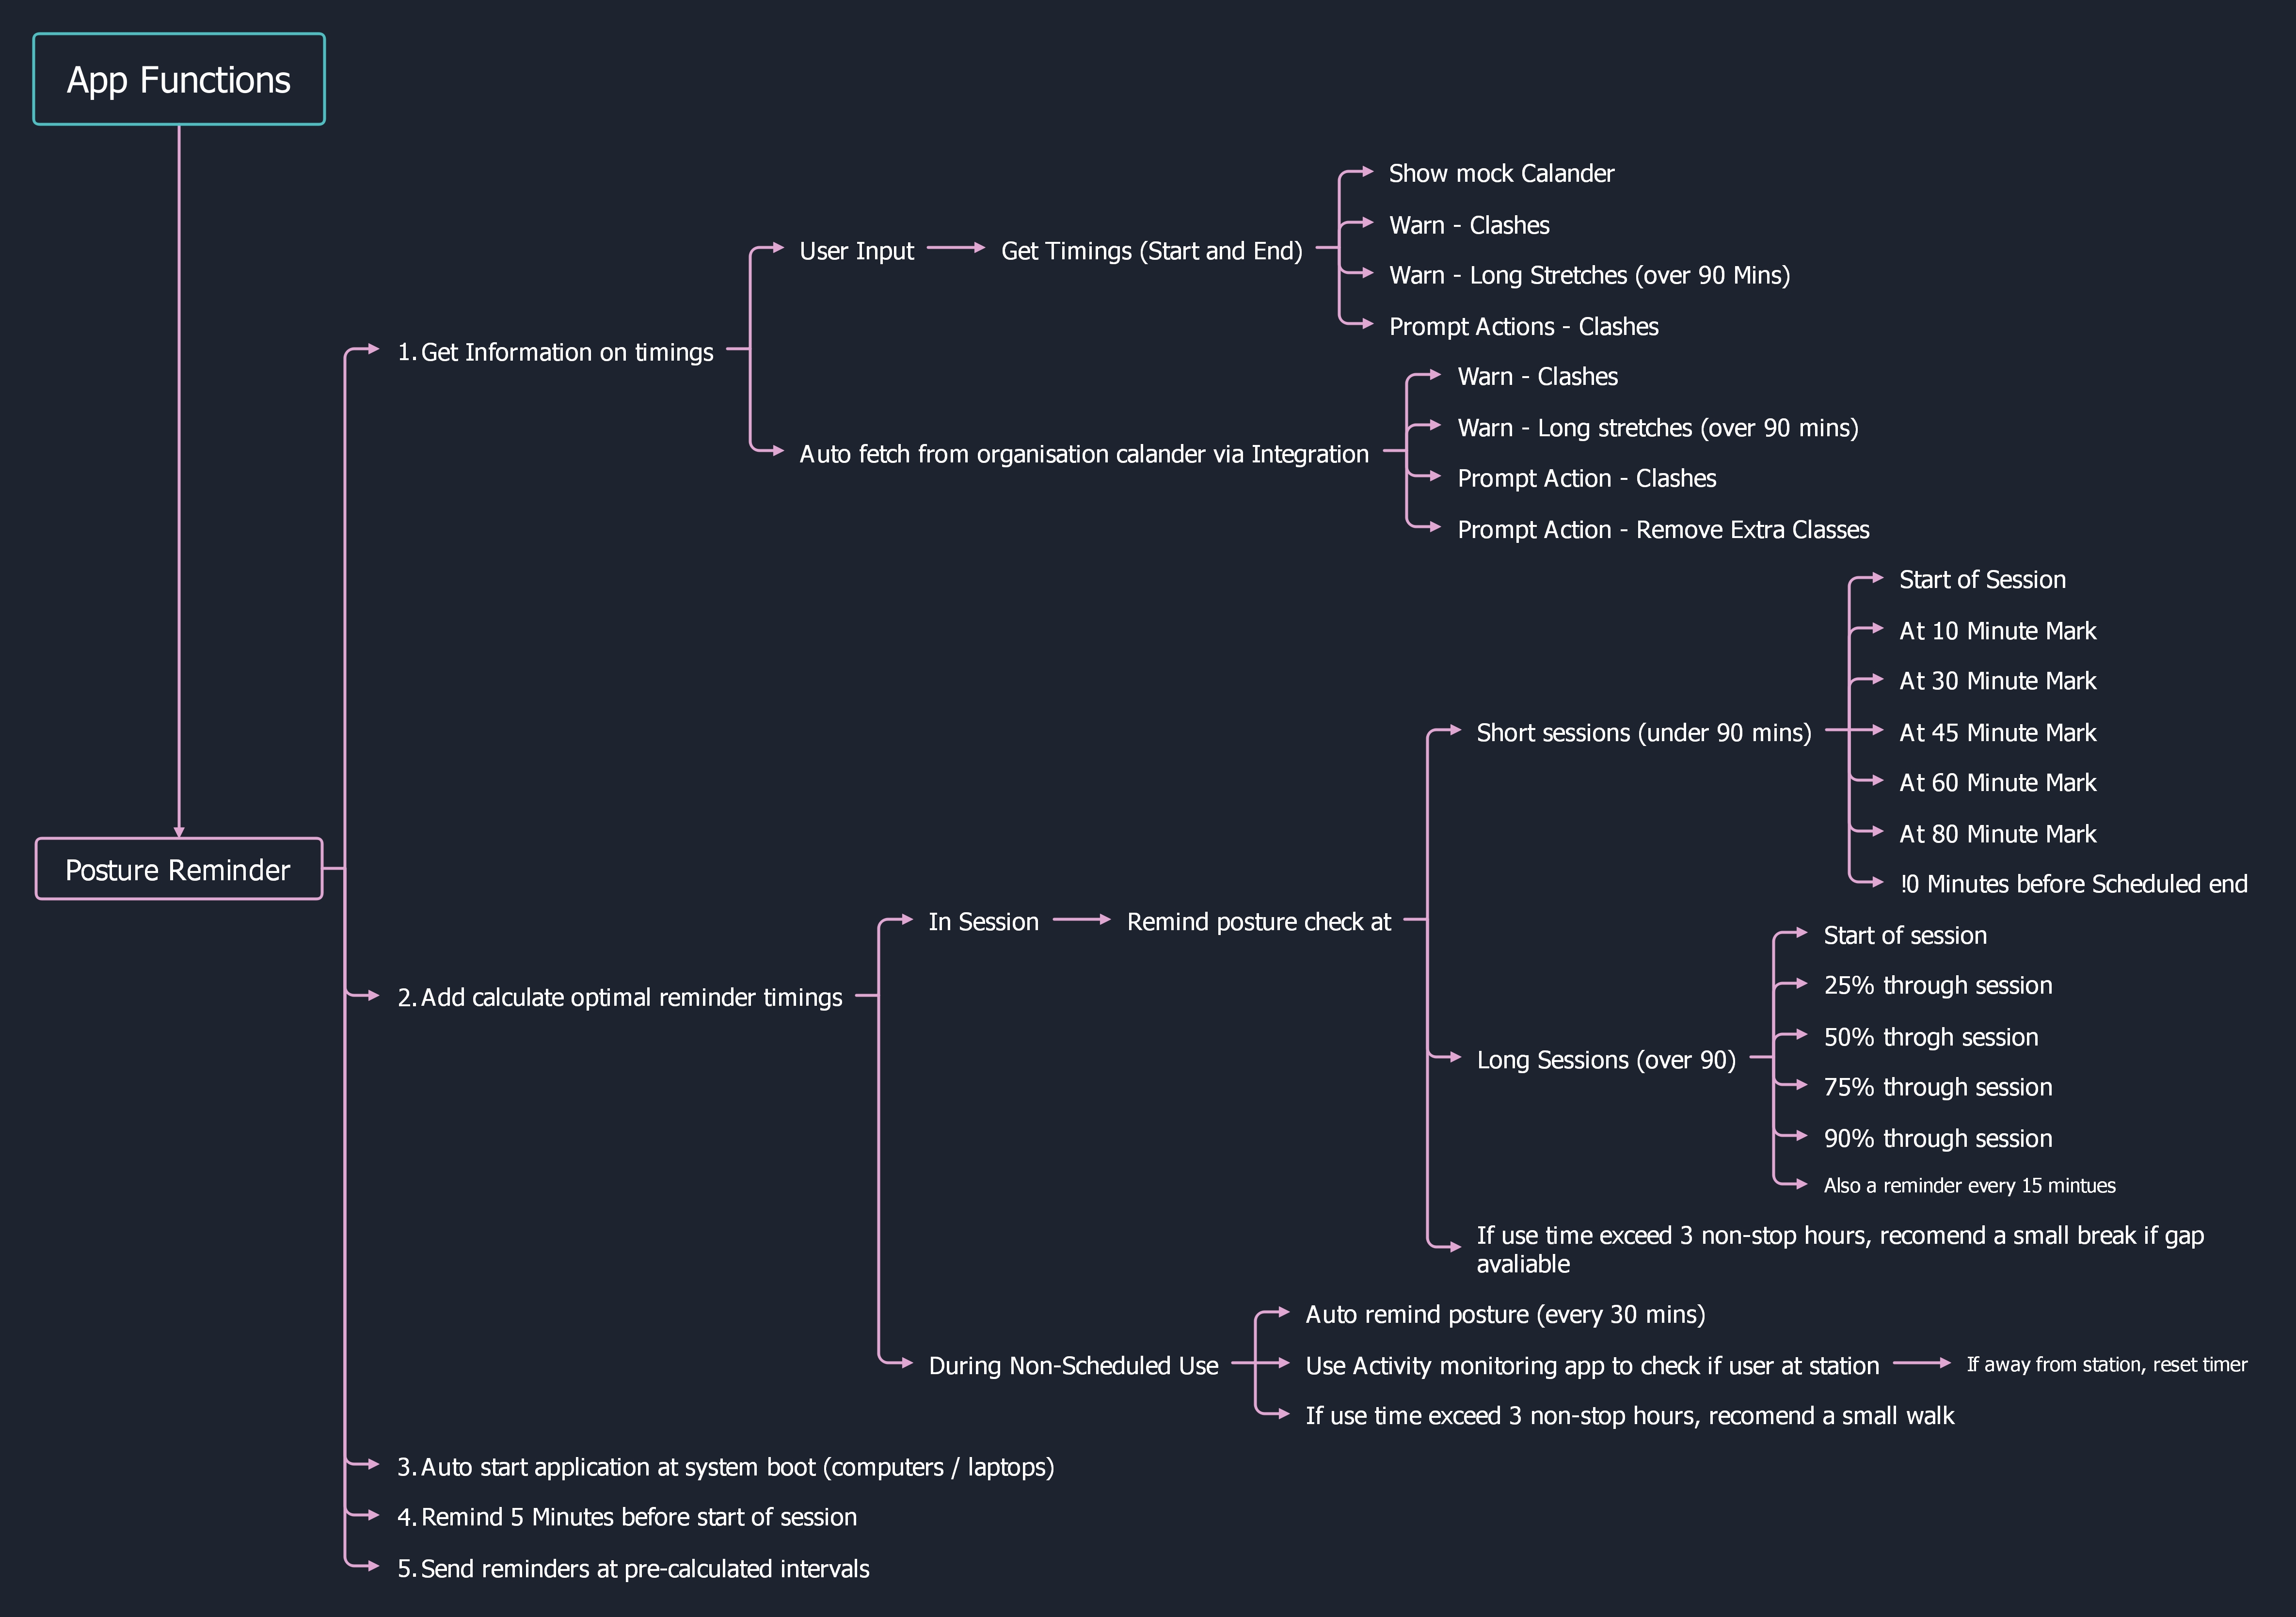 App Functions
Show mock Calander
Warn - Clashes
User Input
Get Timings (Start and End)
Warn - Long Stretches (over 90 Mins)
Prompt Actions - Clashes
1. Get Information on timings
Warn - Clashes
Warn - Long stretches (over 90 mins)
Auto fetch from organisation calander via Integration
Prompt Action - Clashes
Prompt Action - Remove Extra Classes
Start of Session
At 10 Minute Mark
At 30 Minute Mark
Short sessions (under 90 mins)
At 45 Minute Mark
At 60 Minute Mark
At 80 Minute Mark
!0 Minutes before Scheduled end
Posture Reminder
In Session
Remind posture check at
Start of session
25% through session
2. Add calculate optimal reminder timings
50% throgh session
Long Sessions (over 90)
75% through session
90% through session
Also a reminder every 15 mintues
If use time exceed 3 non-stop hours, recomend a small break if gap
avaliable
Auto remind posture (every 30 mins)
During Non-Scheduled Use
Use Activity monitoring app to check if user at station
If away from station, reset timer
If use time exceed 3 non-stop hours, recomend a small walk
3. Auto start application at system boot (computers / laptops)
4. Remind 5 Minutes before start of session
5. Send reminders at pre-calculated intervals